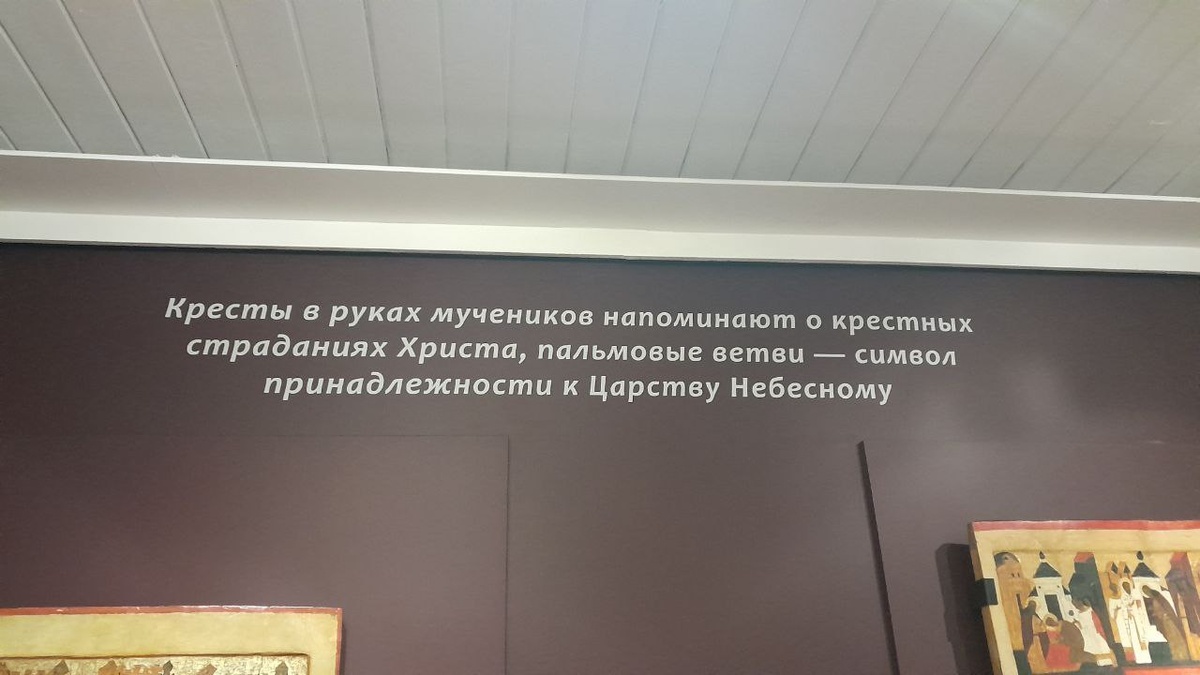 Кресты в руках мучеников напоминают о крестных
страданиях Христа, пальмовые ветви — символ
принадлежности к Царству Небесному